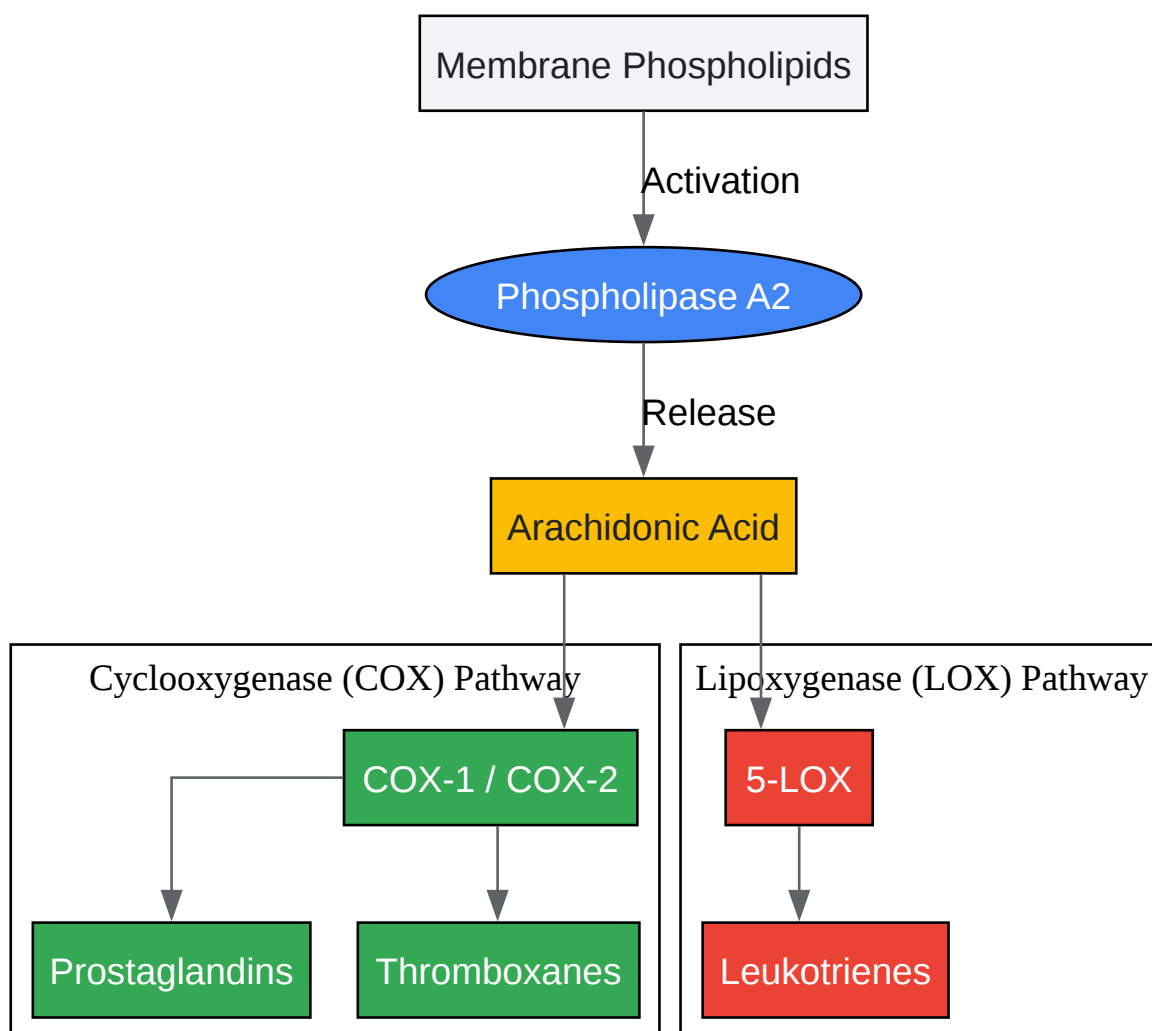 Membrane Phospholipids
Activation
Phospholipase A2
Release
Arachidonic Acid
Cyclooxygenase (COX) Pathway
Lipoxygenase (LOX) Pathway
COX-1 / COX-2
5-LOX
Prostaglandins
Thromboxanes
Leukotrienes